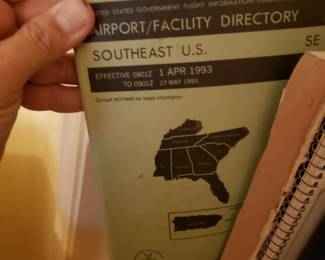 UNITED STATES GOVERNMENT FLIGHT INFORMATION
AIRPORT/FACILITY DIRECTORY
SOUTHEAST U.S.
SE
EFFECTIVE 0901Z 1 APR 1993
TO 0901Z 27 MAY 1993
Consult NOTAMS for latest information